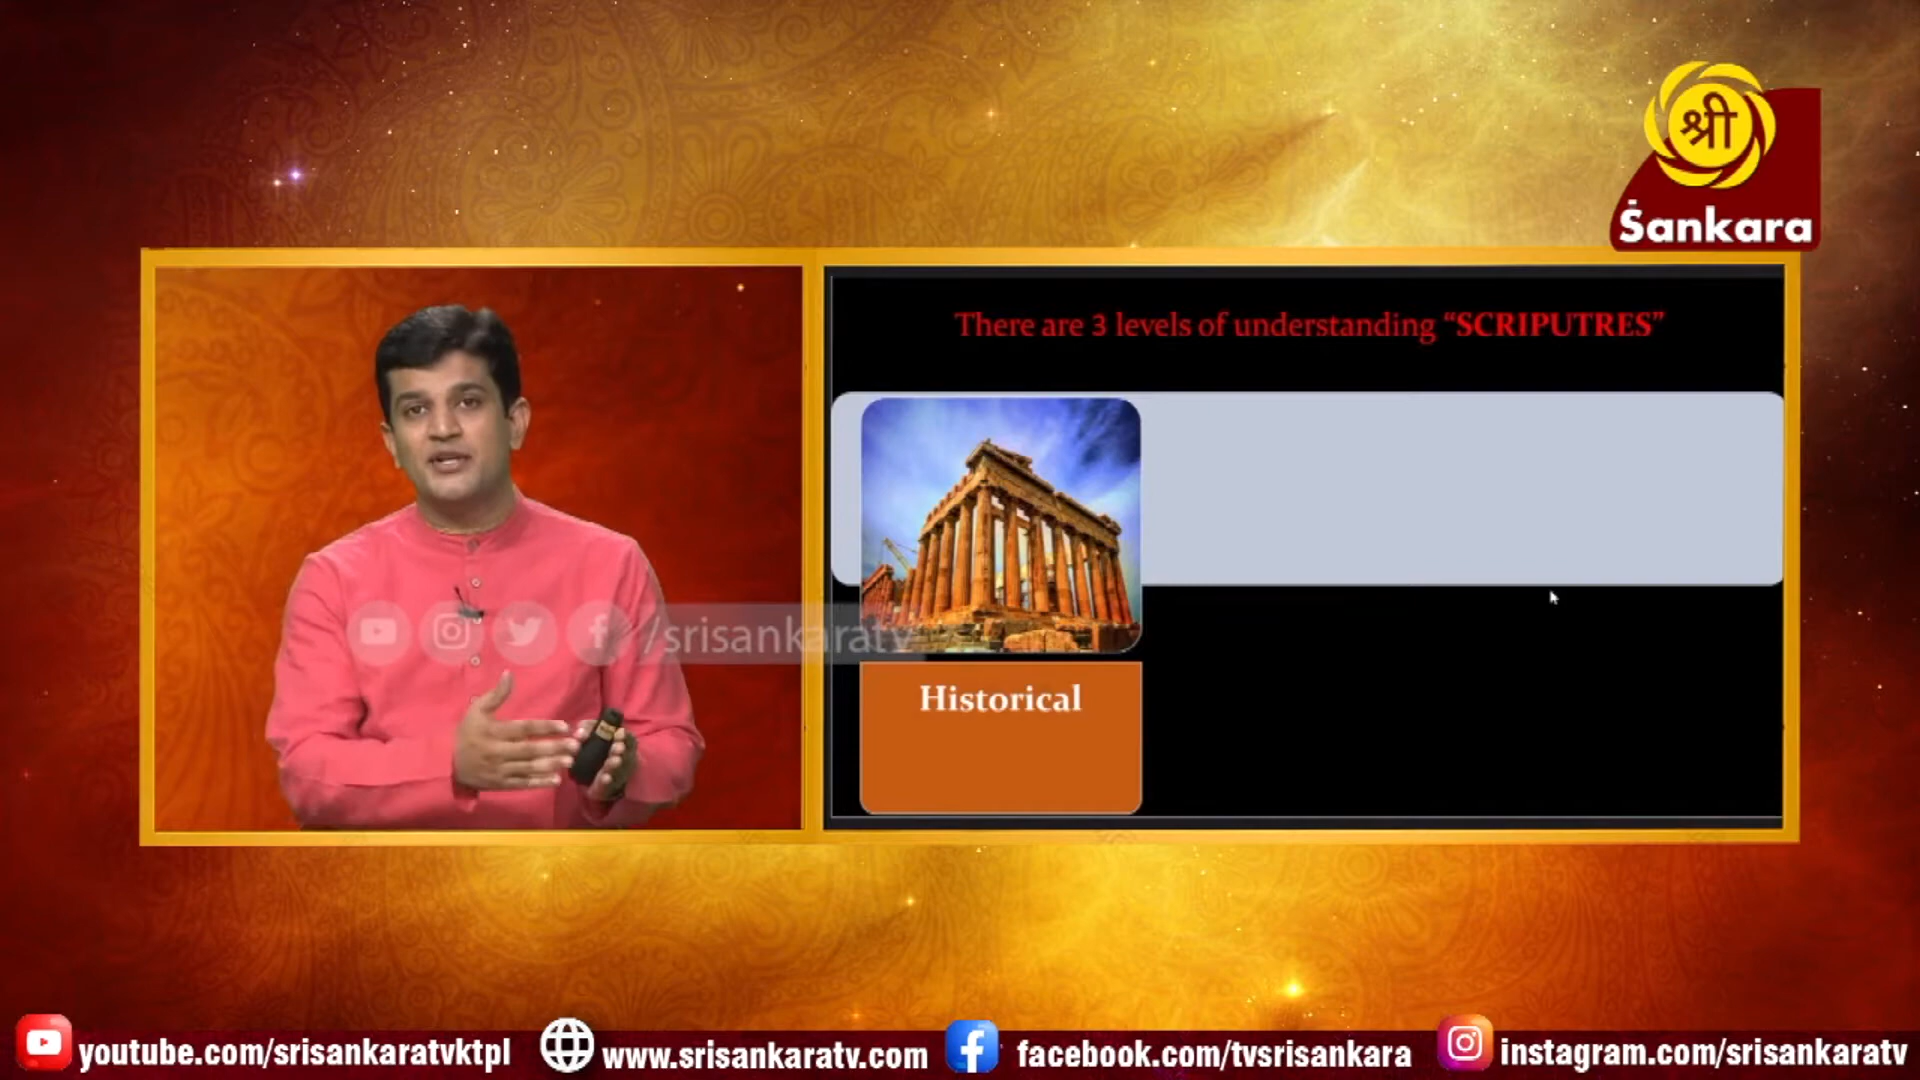 श्री
Śankara
There are 3 levels of understanding “SCRIPUTRES”
/srisankaratv
Historical
youtube.com/srisankaratvktpl
www.srisankaratv.com
facebook.com/tvsrisankara
instagram.com/srisankaratv